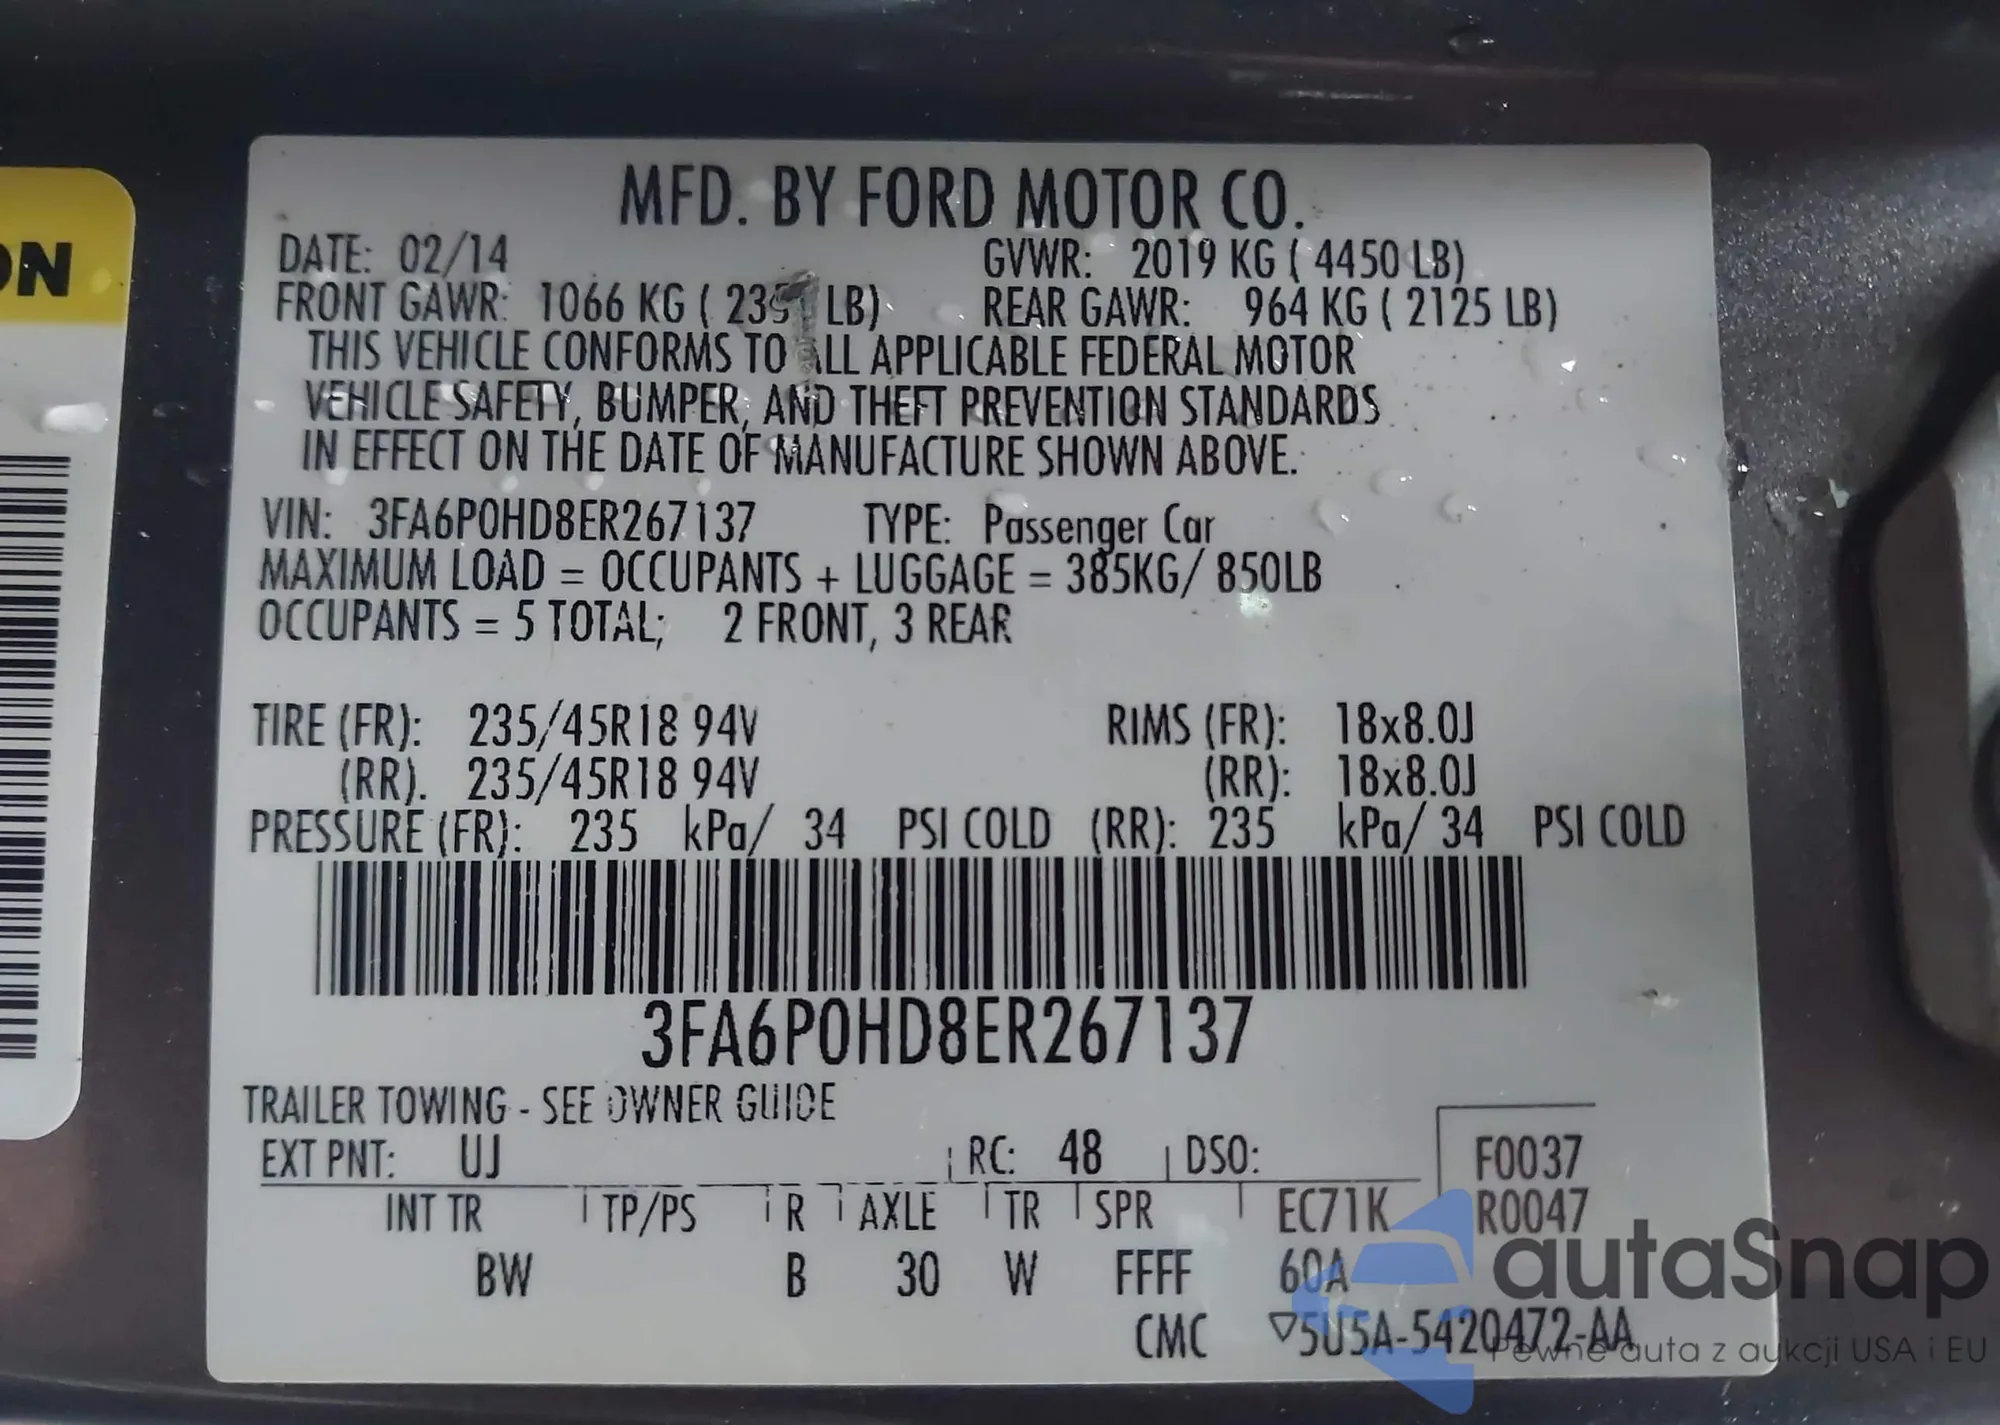 ON
MFD. BY FORD MOTOR CO.
DATE: 02/14 GVWR: 2019 KG ( 4450 LB)
FRONT GAWR: 1066 KG ( LB) REAR GAWR: 964 KG ( 2125 LB)
THIS VEHICLE CONFORMS TO ALL APPLICABLE FEDERAL MOTOR
VEHICLE SAFETY, BUMPER, AND THEFT PREVENTION STANDARDS
IN EFFECT ON THE DATE OF MANUFACTURE SHOWN ABOVE.
VIN: 3FA6P0HD8ER267137 TYPE: Passenger Car
MAXIMUM LOAD = OCCUPANTS + LUGGAGE = 385KG/ 850LB
OCCUPANTS = 5 TOTAL; 2 FRONT, 3 REAR
TIRE (FR): 235/45R18 94V RIMS (FR): 18x8.0J
(RR). 235/45R18 94V (RR): 18x8.0J
PRESSURE (FR): 235 kPa/ 34 PSI COLD (RR): 235 kPa/ 34 PSI COLD
3FA6P0HD8ER267137
TRAILER TOWING - SEE OWNER GUIDE
EXT PNT: UJ RC: 48 DSO: F0037
INT TR TP/PS R AXLE TR SPR EC71K R0047
BW B 30 W FFFF 60A
CMC ▽5U5A-5420472-AA
autaSnap
Pewne auta z aukcji USA i EU